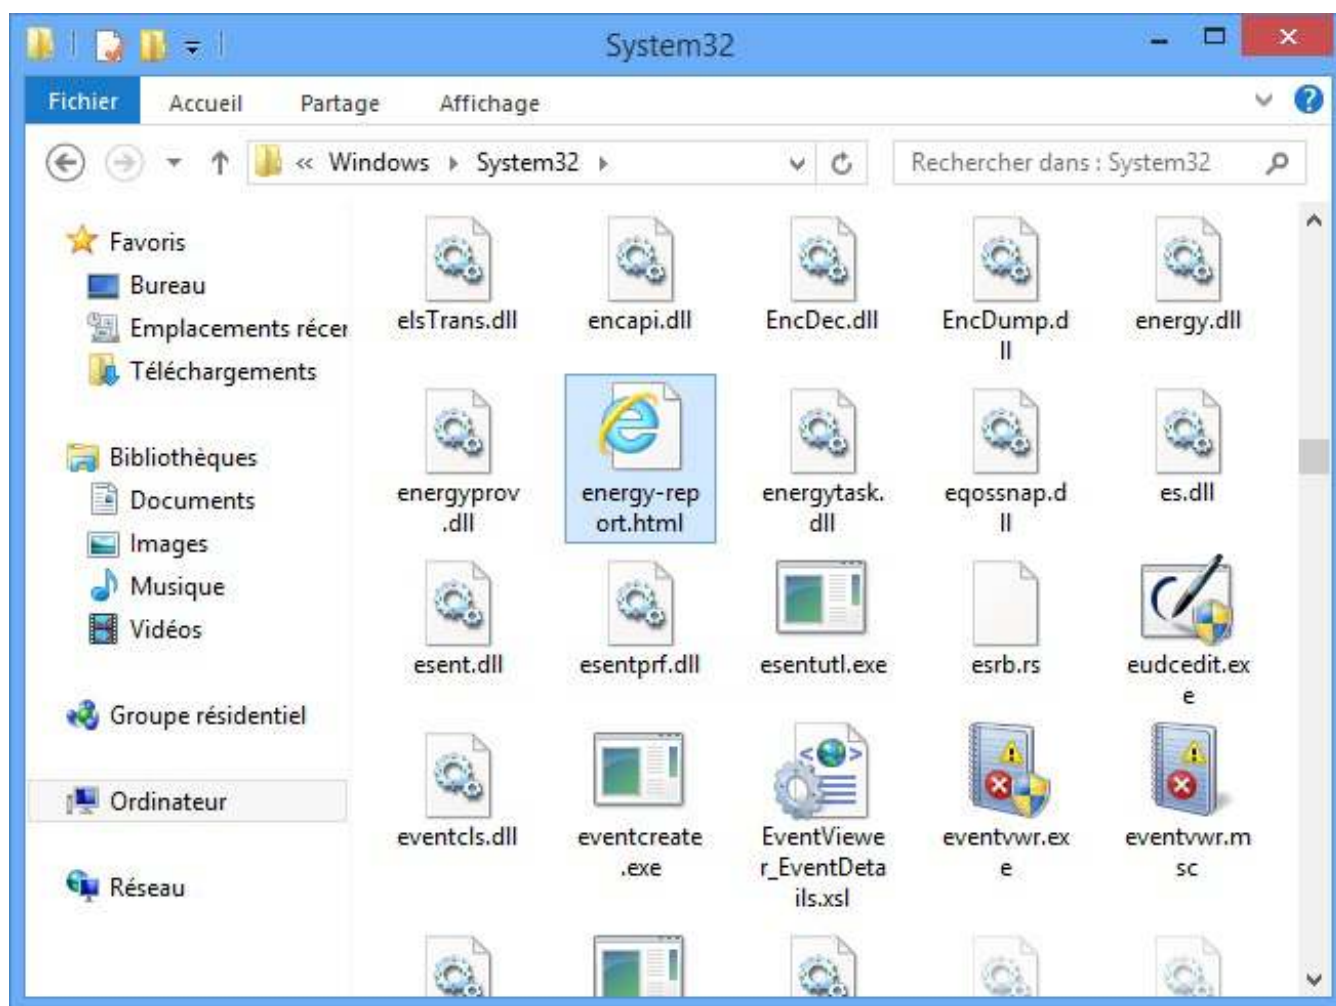 System32
Fichier Accueil Partage Affichage
« Windows System32 Rechercher dans : System32
Favoris
Bureau
Emplacements récer
Téléchargements
Bibliothèques
Documents
Images
Musique
Vidéos
Groupe résidentiel
Ordinateur
Réseau
elsTrans.dll encapi.dll EncDec.dll EncDump.d energy.dll
ll
energyprov energy-rep energytask. eqossnap.d es.dll
.dll ort.html dll ll
esent.dll esentprf.dll esentutl.exe esrb.rs eudcedit.ex
e
eventcls.dll eventcreate EventViewe eventvwr.ex eventvwr.m
.exe r_EventDeta e sc
ils.xsl